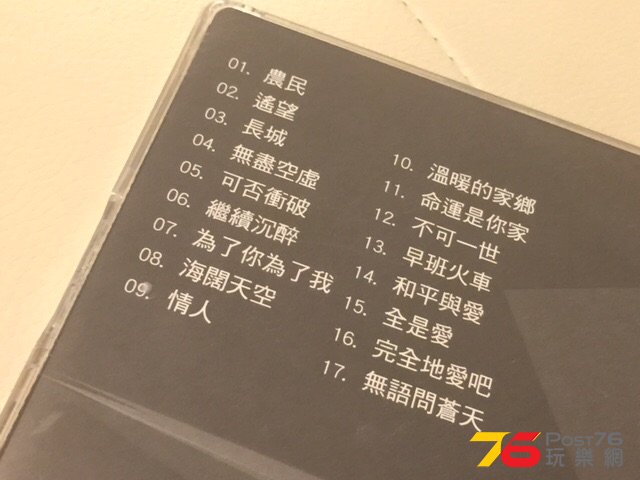 01. 農民
02. 遙望
03. 長城
04. 無盡空虛
05. 可否衝破
06. 繼續沉醉
07. 為了你為了我
08. 海闊天空
09. 情人
10. 溫暖的家鄉
11. 命運是你家
12. 不可一世
13. 早班火車
14. 和平與愛
15. 全是愛
16. 完全地愛吧
17. 無語問蒼天
76 POST76
玩樂網